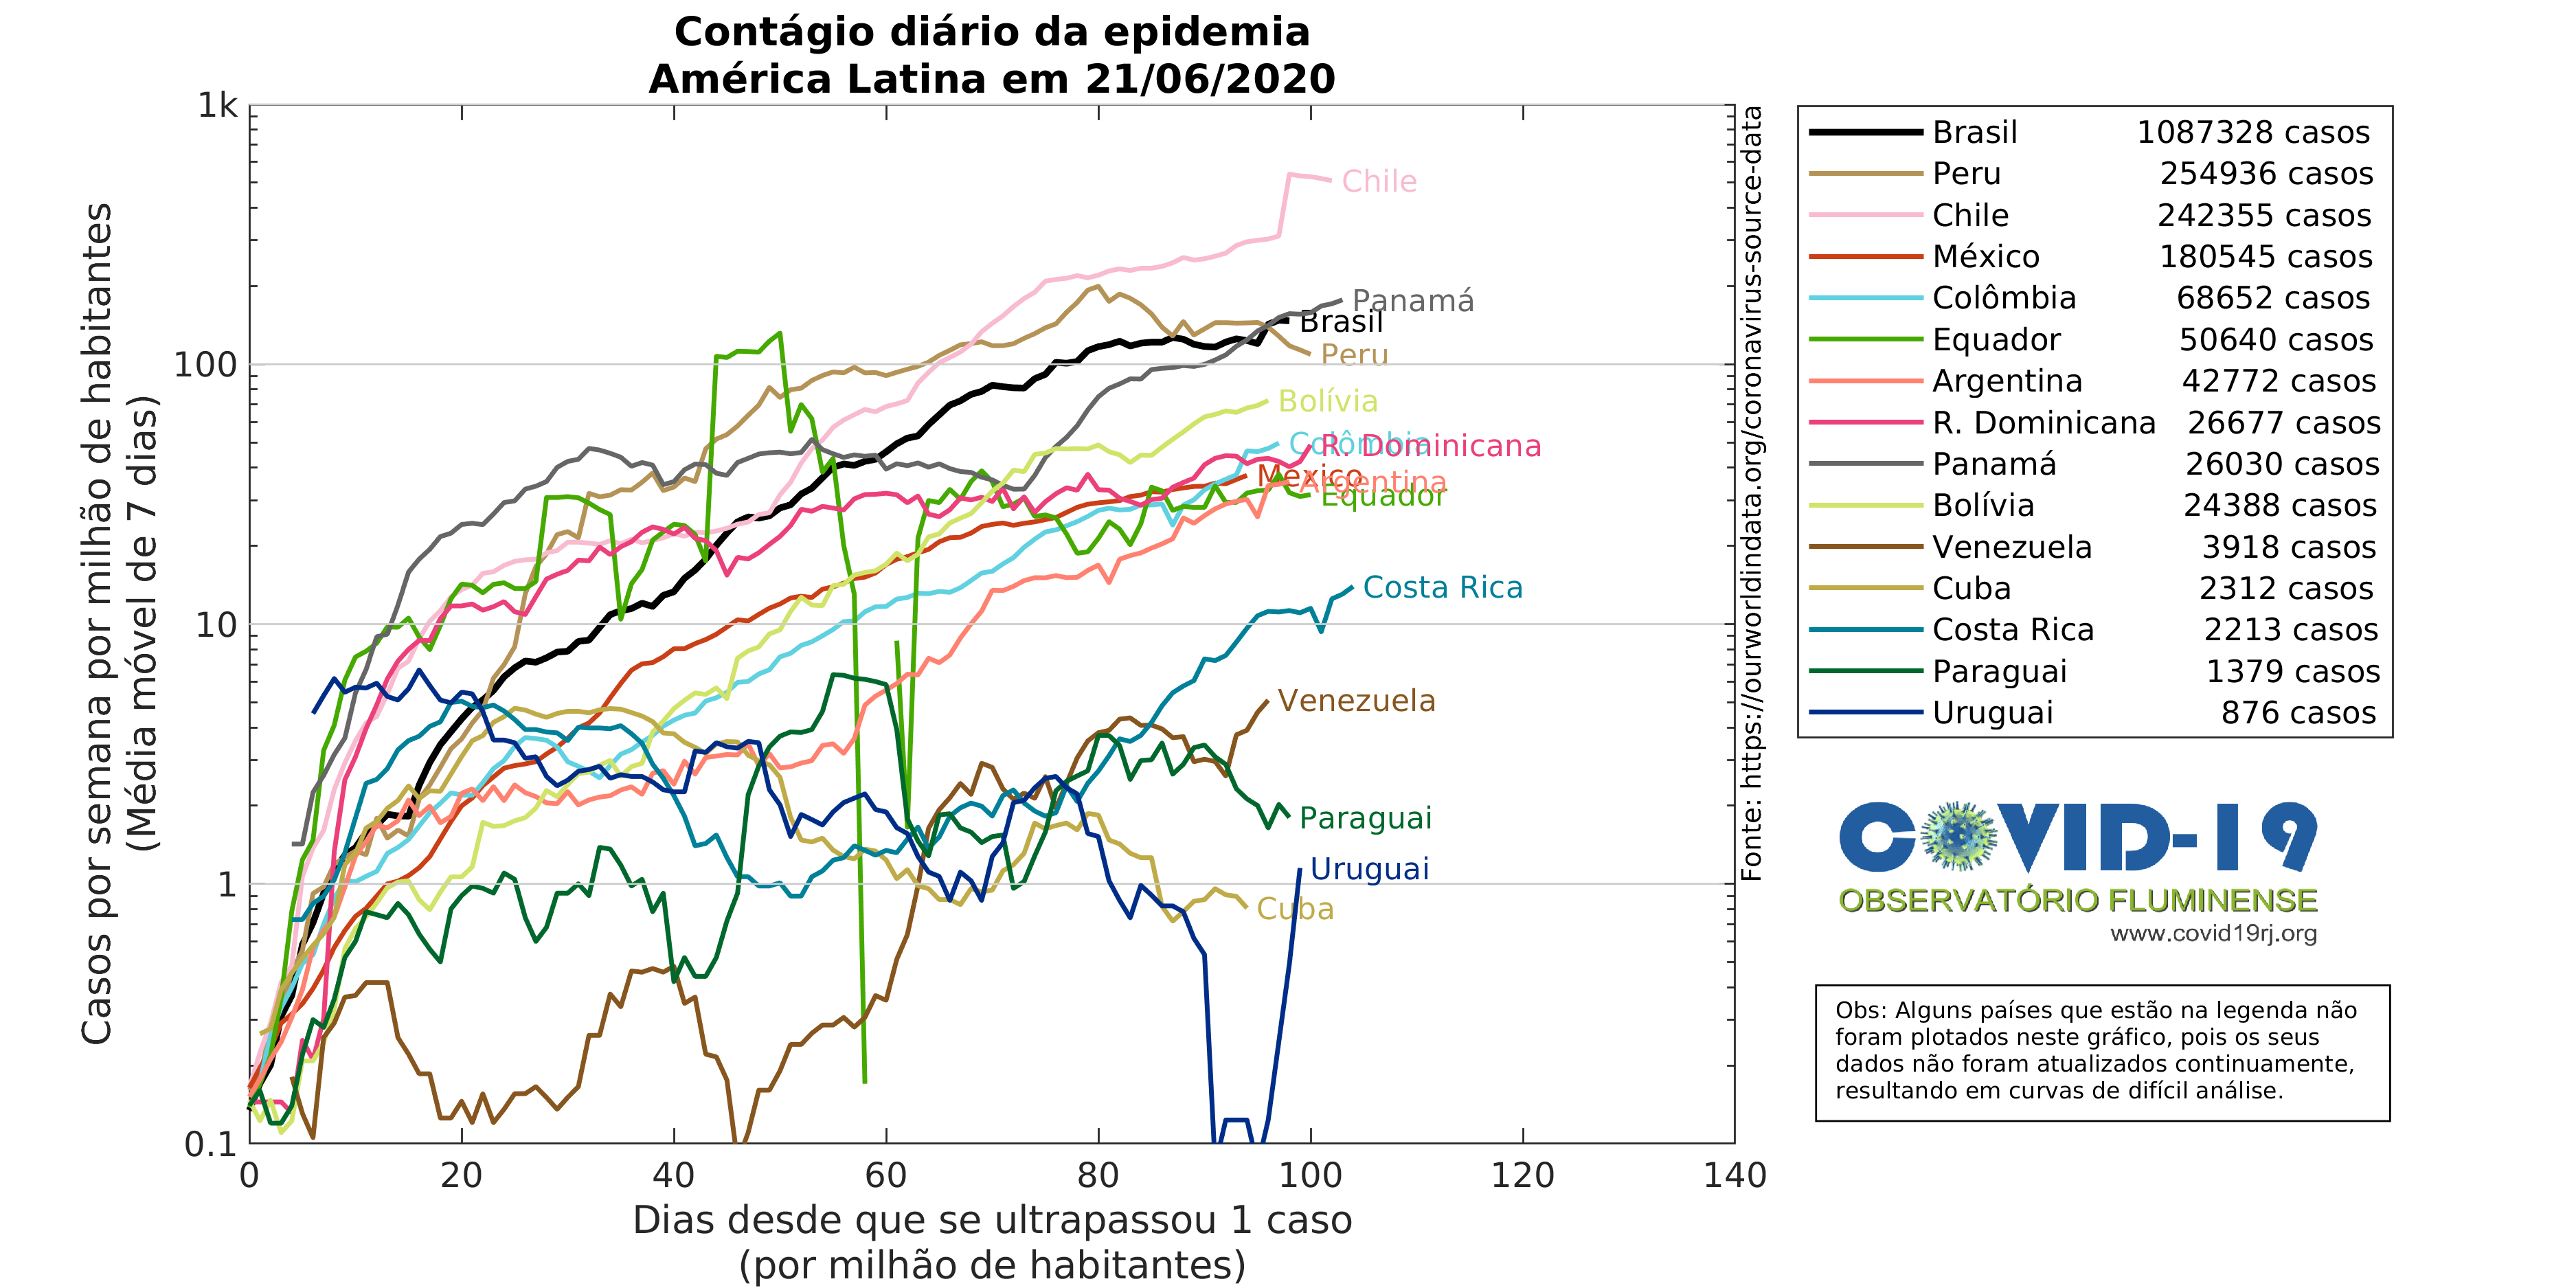 Contágio diário da epidemia
América Latina em 21/06/2020
Casos por semana por milhão de habitantes
(Média móvel de 7 dias)
1k
100
10
1
0.1
0
20
40
60
80
100
120
140
Dias desde que se ultrapassou 1 caso
(por milhão de habitantes)
Chile
Panamá
Brasil
Peru
Bolívia
Colômbia
R. Dominicana
México
Argentina
Equador
Costa Rica
Venezuela
Paraguai
Uruguai
Cuba
Fonte: https://ourworldindata.org/coronavirus-source-data
Brasil 1087328 casos
Peru 254936 casos
Chile 242355 casos
México 180545 casos
Colômbia 68652 casos
Equador 50640 casos
Argentina 42772 casos
R. Dominicana 26677 casos
Panamá 26030 casos
Bolívia 24388 casos
Venezuela 3918 casos
Cuba 2312 casos
Costa Rica 2213 casos
Paraguai 1379 casos
Uruguai 876 casos
COVID-19
OBSERVATÓRIO FLUMINENSE
www.covid19rj.org
Obs: Alguns países que estão na legenda não
foram plotados neste gráfico, pois os seus
dados não foram atualizados continuamente,
resultando em curvas de difícil análise.